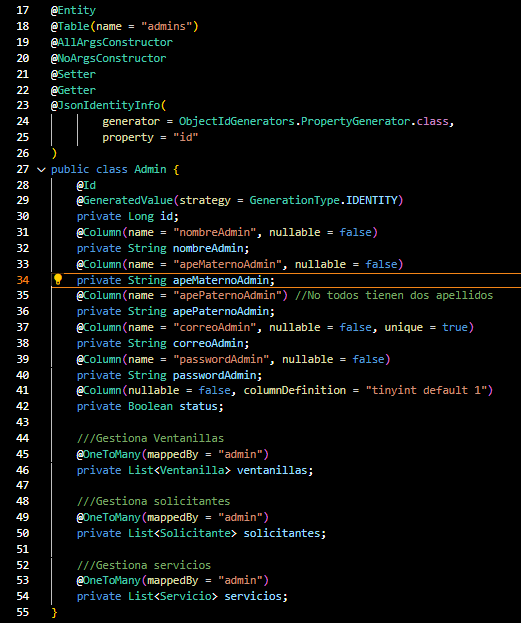 17 @Entity
18 @Table(name = "admins")
19 @AllArgsConstructor
20 @NoArgsConstructor
21 @Setter
22 @Getter
23 @JsonIdentityInfo(
24         generator = ObjectIdGenerators.PropertyGenerator.class,
25         property = "id"
26 )
27 public class Admin {
28     @Id
29     @GeneratedValue(strategy = GenerationType.IDENTITY)
30     private Long id;
31     @Column(name = "nombreAdmin", nullable = false)
32     private String nombreAdmin;
33     @Column(name = "apeMaternoAdmin", nullable = false)
34     private String apeMaternoAdmin;
35     @Column(name = "apePaternoAdmin") //No todos tienen dos apellidos
36     private String apePaternoAdmin;
37     @Column(name = "correoAdmin", nullable = false, unique = true)
38     private String correoAdmin;
39     @Column(name = "passwordAdmin", nullable = false)
40     private String passwordAdmin;
41     @Column(nullable = false, columnDefinition = "tinyint default 1")
42     private Boolean status;
43
44     ///Gestiona Ventanillas
45     @OneToMany(mappedBy = "admin")
46     private List<Ventanilla> ventanillas;
47
48     ///Gestiona solicitantes
49     @OneToMany(mappedBy = "admin")
50     private List<Solicitante> solicitantes;
51
52     ///Gestiona servicios
53     @OneToMany(mappedBy = "admin")
54     private List<Servicio> servicios;
55 }